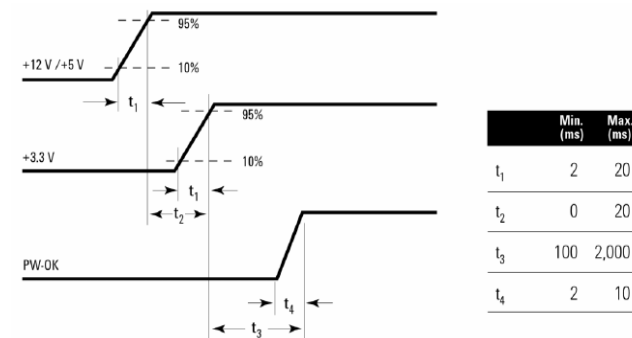 95%
+12 V /+5 V
10%
t1
95%
+3.3 V
10%
t1
t2
PW-OK
t4
t3
Min. (ms) Max. (ms)
t1 2 20
t2 0 20
t3 100 2,000
t4 2 10